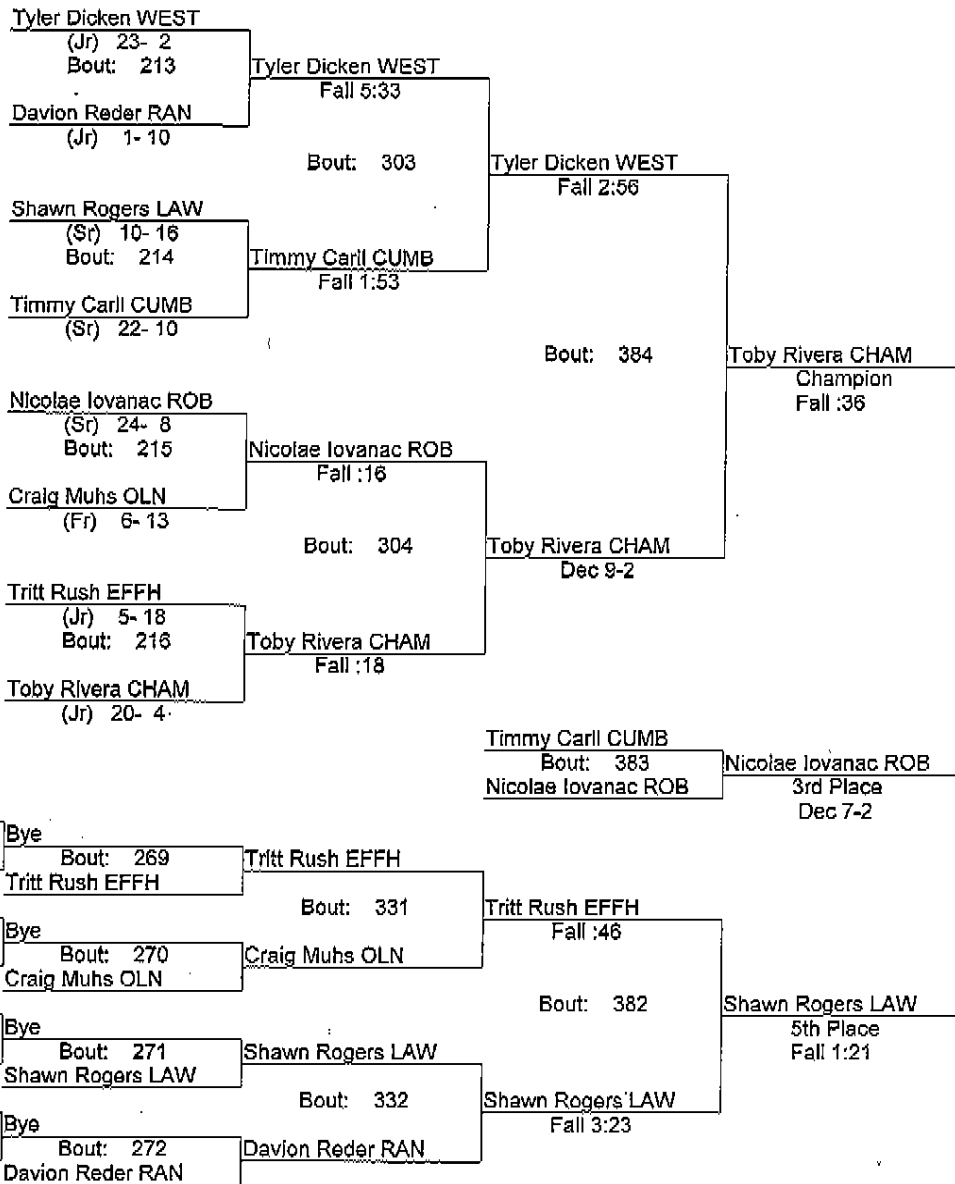 Tyler Dicken WEST
(Jr) 23- 2
Bout: 213
Davion Reder RAN
(Jr) 1- 10
Tyler Dicken WEST
Fall 5:33
Bout: 303
Shawn Rogers LAW
(Sr) 10- 16
Bout: 214
Timmy Carll CUMB
(Sr) 22- 10
Timmy Carll CUMB
Fall 1:53
Tyler Dicken WEST
Fall 2:56
Bout: 384
Toby Rivera CHAM
Champion
Fall :36
Nicolae Iovanac ROB
(Sr) 24- 8
Bout: 215
Craig Muhs OLN
(Fr) 6- 13
Nicolae Iovanac ROB
Fall :16
Bout: 304
Toby Rivera CHAM
Dec 9-2
Tritt Rush EFFH
(Jr) 5- 18
Bout: 216
Toby Rivera CHAM
(Jr) 20- 4
Toby Rivera CHAM
Fall :18
Timmy Carll CUMB
Bout: 383
Nicolae Iovanac ROB
Nicolae Iovanac ROB
3rd Place
Dec 7-2
Bye
Bout: 269
Tritt Rush EFFH
Tritt Rush EFFH
Bout: 331
Bye
Bout: 270
Craig Muhs OLN
Craig Muhs OLN
Tritt Rush EFFH
Fall :46
Bout: 382
Shawn Rogers LAW
5th Place
Fall 1:21
Bye
Bout: 271
Shawn Rogers LAW
Shawn Rogers LAW
Bout: 332
Shawn Rogers LAW
Fall 3:23
Bye
Bout: 272
Davion Reder RAN
Davion Reder RAN